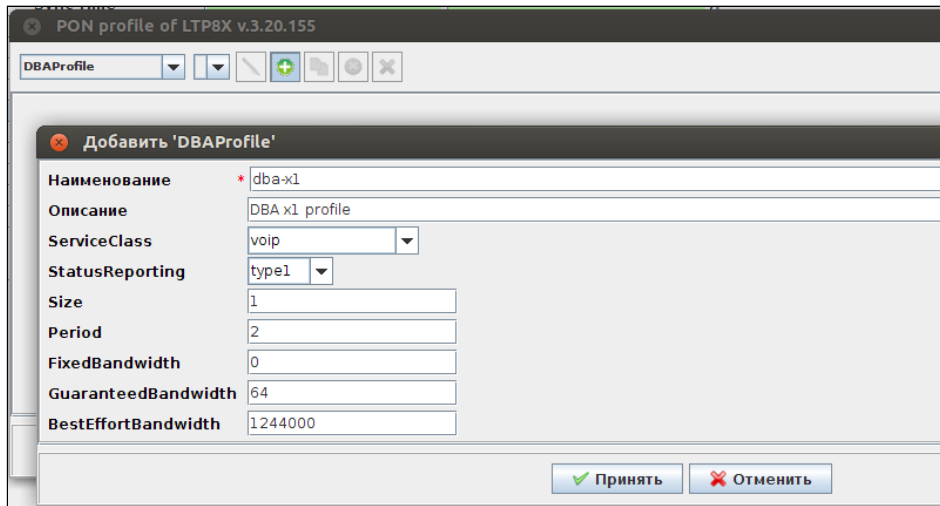 PON profile of LTP8X v.3.20.155
DBAProfile
Добавить 'DBAProfile'
Наименование * dba-x1
Описание DBA x1 profile
ServiceClass voip
StatusReporting type1
Size 1
Period 2
FixedBandwidth 0
GuaranteedBandwidth 64
BestEffortBandwidth 1244000
Принять Отменить